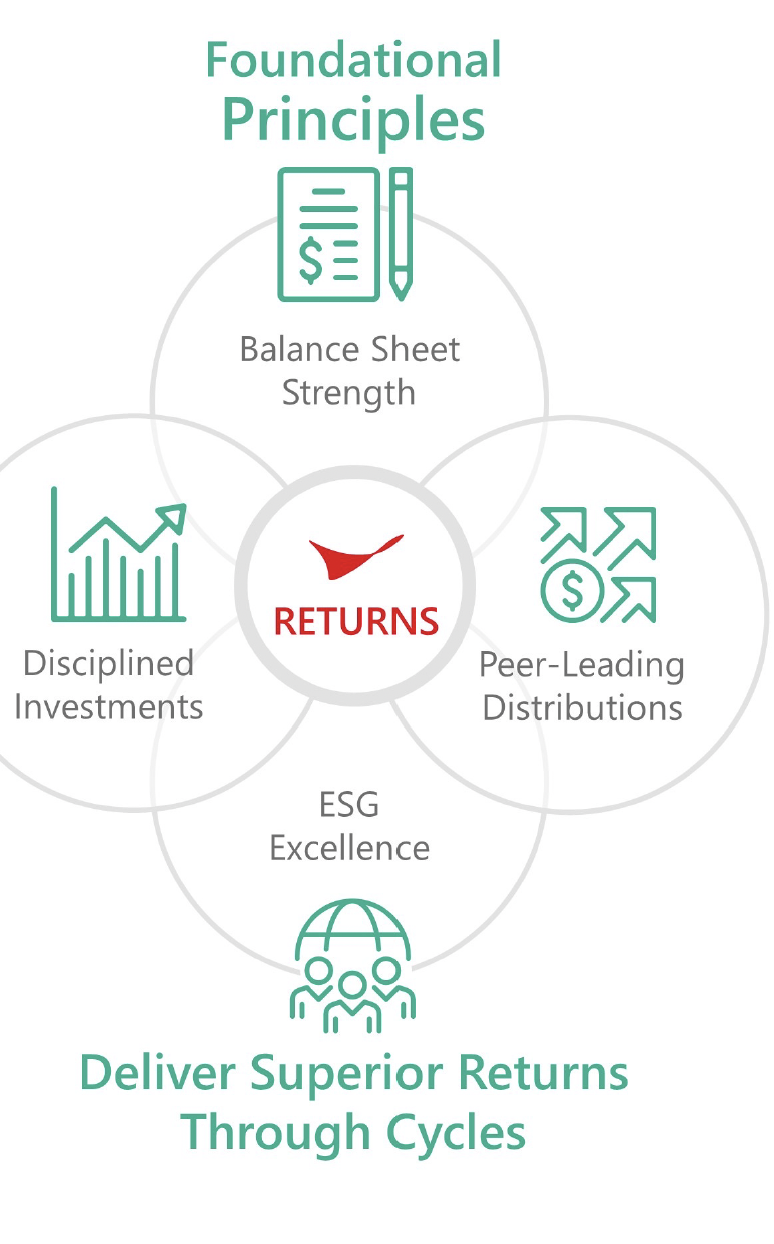 Foundational
Principles
$
Balance Sheet
Strength
$
RETURNS
Disciplined
Investments
Peer-Leading
Distributions
ESG
Excellence
Deliver Superior Returns
Through Cycles